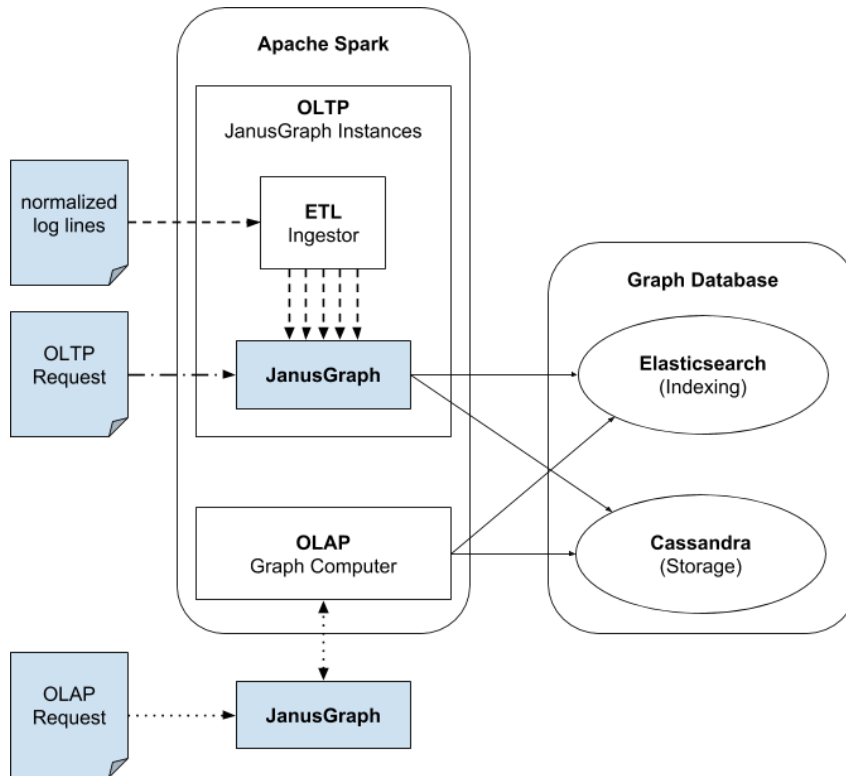 Apache Spark
OLTP
JanusGraph Instances
normalized
log lines
ETL
Ingestor
Graph Database
OLTP
Request
JanusGraph
Elasticsearch
(Indexing)
OLAP
Graph Computer
Cassandra
(Storage)
OLAP
Request
JanusGraph